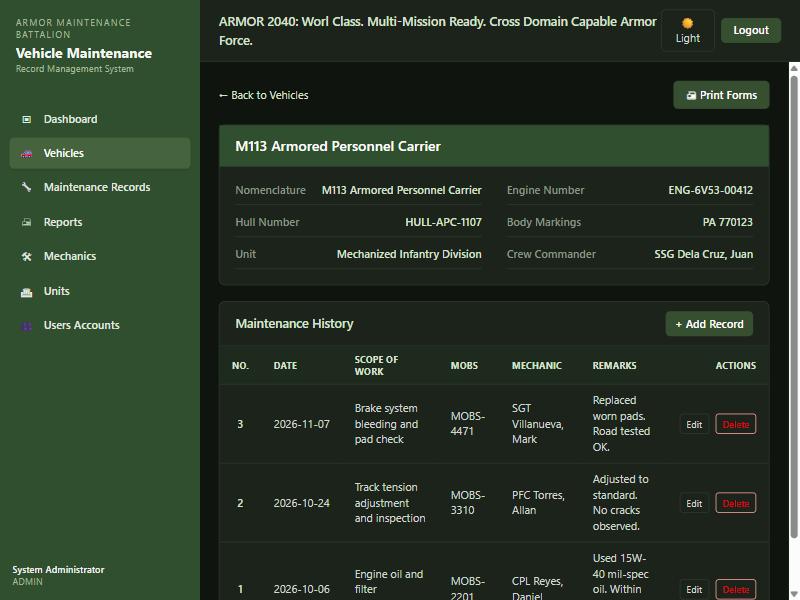 ARMOR MAINTENANCE
BATTALION
Vehicle Maintenance
Record Management System
Dashboard
Vehicles
Maintenance Records
Reports
Mechanics
Units
Users Accounts
System Administrator
ADMIN
ARMOR 2040: Worl Class. Multi-Mission Ready. Cross Domain Capable Armor
Force.
Light
Logout
← Back to Vehicles
Print Forms
M113 Armored Personnel Carrier
Nomenclature M113 Armored Personnel Carrier Engine Number ENG-6V53-00412
Hull Number HULL-APC-1107 Body Markings PA 770123
Unit Mechanized Infantry Division Crew Commander SSG Dela Cruz, Juan
Maintenance History
+ Add Record
NO. DATE SCOPE OF WORK MOBS MECHANIC REMARKS ACTIONS
3 2026-11-07 Brake system bleeding and pad check MOBS-4471 SGT Villanueva, Mark Replaced worn pads. Road tested OK. Edit Delete
2 2026-10-24 Track tension adjustment and inspection MOBS-3310 PFC Torres, Allan Adjusted to standard. No cracks observed. Edit Delete
1 2026-10-06 Engine oil and filter MOBS-2201 CPL Reyes, Daniel Used 15W-40 mil-spec oil. Within Edit Delete